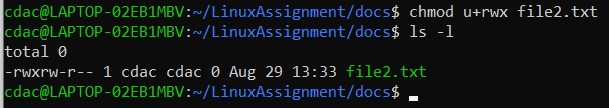 cdac@LAPTOP-02EB1MBV:~/LinuxAssignment/docs$ chmod u+rwx file2.txt
cdac@LAPTOP-02EB1MBV:~/LinuxAssignment/docs$ ls -l
total 0
-rwxrw-r-- 1 cdac cdac 0 Aug 29 13:33 file2.txt
cdac@LAPTOP-02EB1MBV:~/LinuxAssignment/docs$